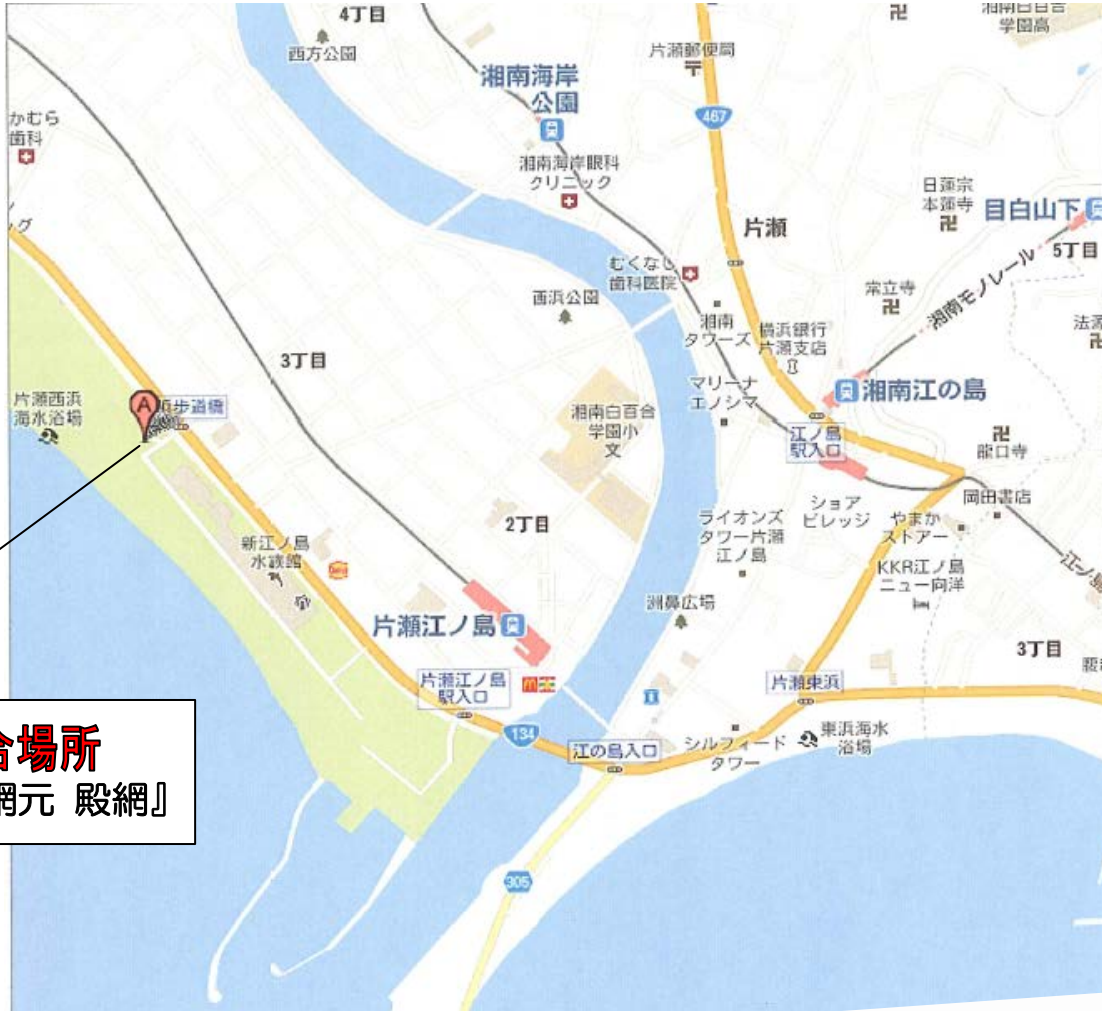 4丁目
西方公園
片瀬郵便局
湘南白百合
学園高
湘南海岸
公園
467
かむら
歯科
湘南海岸眼科
クリニック
日蓮宗
本蓮寺
目白山下
5丁目
片瀬
むくなし
歯科医院
西浜公園
湘南モノレール
常立寺
湘南
タワーズ
横浜銀行
片瀬支店
3丁目
マリーナ
エノシマ
湘南江の島
片瀬西浜
海水浴場
A
歩道橋
湘南白百合
学園小
文
江ノ島
駅入口
龍口寺
岡田書店
ショア
ビレッジ
やまか
ストアー
2丁目
ライオンズ
タワー片瀬
江ノ島
新江ノ島
水族館
KKR江ノ島
ニュー向洋
洲鼻広場
片瀬江ノ島
3丁目
片瀬江ノ島
駅入口
片瀬東浜
134
江の島入口
シルフィード
タワー
東浜海水
浴場
合場所
網元 殿網』
305